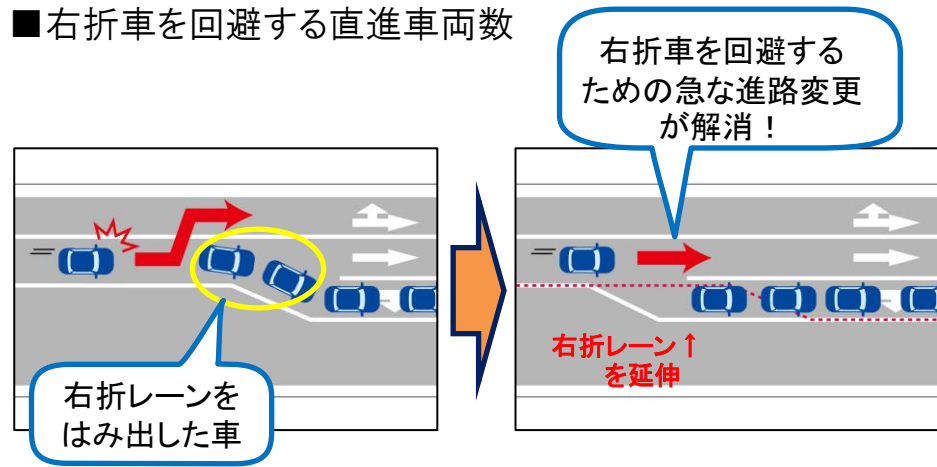 ■右折車を回避する直進車両数
右折車を回避する
ための急な進路変更
が解消！
右折レーンを
はみ出した車
右折レーン↑
を延伸